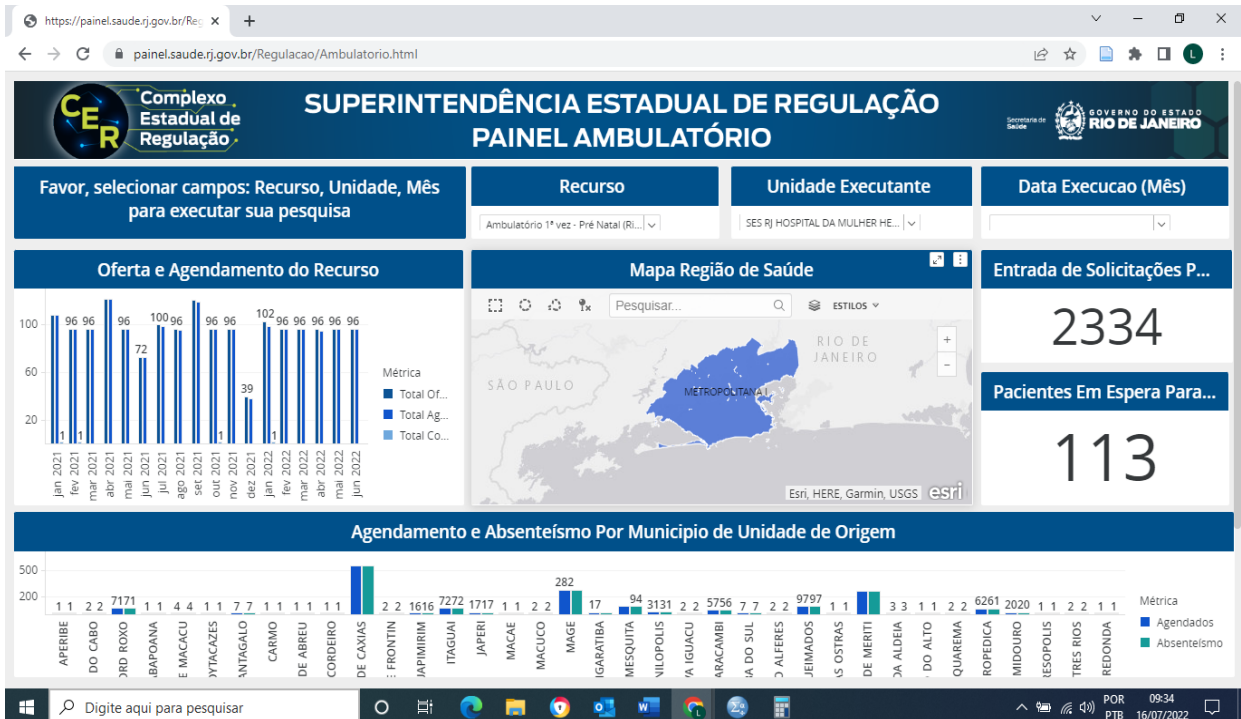 https://painel.saude.rj.gov.br/Reg
painel.saude.rj.gov.br/Regulacao/Ambulatorio.html
L
CER
Complexo
Estadual de
Regulação
SUPERINTENDÊNCIA ESTADUAL DE REGULAÇÃO
PAINEL AMBULATÓRIO
Secretaria de
Saúde
GOVERNO DO ESTADO
RIO DE JANEIRO
Favor, selecionar campos: Recurso, Unidade, Mês
para executar sua pesquisa
Recurso
Ambulatório 1ª vez - Pré Natal (Ri...
Unidade Executante
SES RJ HOSPITAL DA MULHER HE...
Data Execucao (Mês)
Oferta e Agendamento do Recurso
100
60
20
96 96 96 72 100 96 96 96 39 102 96 96 96 96 96
1 1 1 1
jan 2021
fev 2021
mar 2021
abr 2021
mai 2021
jun 2021
jul 2021
ago 2021
set 2021
out 2021
nov 2021
dez 2021
jan 2022
fev 2022
mar 2022
abr 2022
mai 2022
jun 2022
Métrica
Total Of...
Total Ag...
Total Co...
Mapa Região de Saúde
Pesquisar...
ESTILOS
RIO DE
JANEIRO
SÃO PAULO
METROPOLITANA I
Esri, HERE, Garmin, USGS esri
Entrada de Solicitações P...
2334
Pacientes Em Espera Para...
113
Agendamento e Absenteísmo Por Municipio de Unidade de Origem
500
200
1 1 2 2 7171 1 1 4 4 1 1 7 7 1 1 1 1 1 1 2 2 1616 7272 1717 1 1 2 2 282 17 94 3131 2 2 5756 7 7 2 2 9797 1 1 3 3 1 1 2 2 6261 2020 1 1 2 2 1 1
APERIBE
DO CABO
ORD ROXO
BAPOANA
E MACACU
OYTACAZES
ANTAGALO
CARMO
DE ABREU
CORDEIRO
DE CAXIAS
E FRONTIN
JAPIMIRIM
ITAGUAI
JAPERI
MACAE
MACUCO
MAGE
IGARATIBA
MESQUITA
NILOPOLIS
A IGUACU
ARACAMBI
A DO SUL
O ALFERES
UEIMADOS
AS OSTRAS
DE MERITI
DA ALDEIA
O DO ALTO
QUAREMA
ROPEDICA
MIDOURO
RESOPOLIS
TRES RIOS
REDONDA
Métrica
Agendados
Absenteísmo
Digite aqui para pesquisar
POR
PTB
09:34
16/07/2022